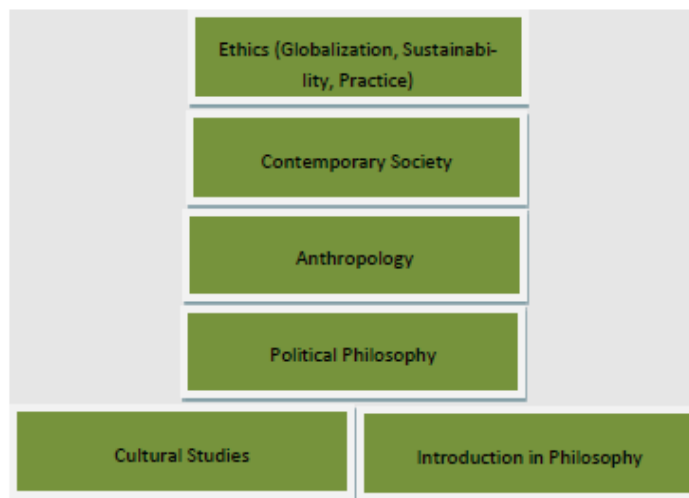 Ethics (Globalization, Sustainabi-
lity, Practice)
Contemporary Society
Anthropology
Political Philosophy
Cultural Studies
Introduction in Philosophy